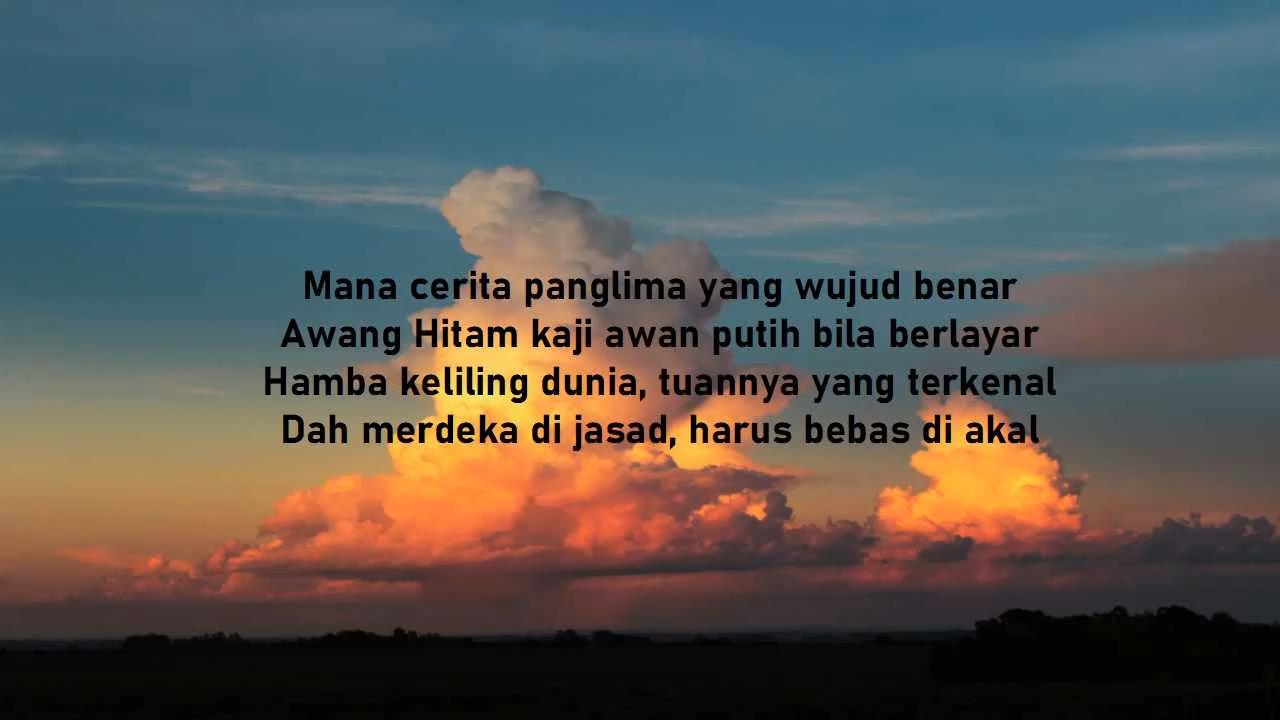 Mana cerita panglima yang wujud benar
Awang Hitam kaji awan putih bila berlayar
Hamba keliling dunia, tuannya yang terkenal
Dah merdeka di jasad, harus bebas di akal